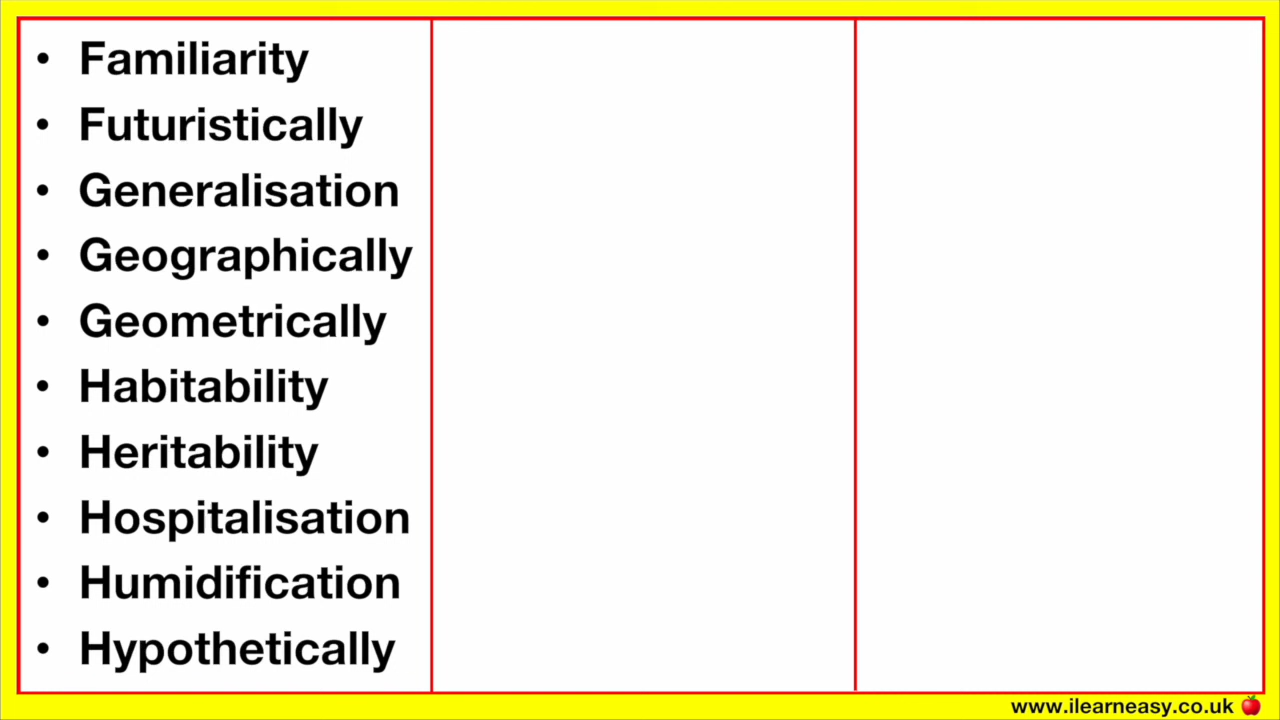 • Familiarity
• Futuristically
• Generalisation
• Geographically
• Geometrically
• Habitability
• Heritability
• Hospitalisation
• Humidification
• Hypothetically
www.ilearneasy.co.uk